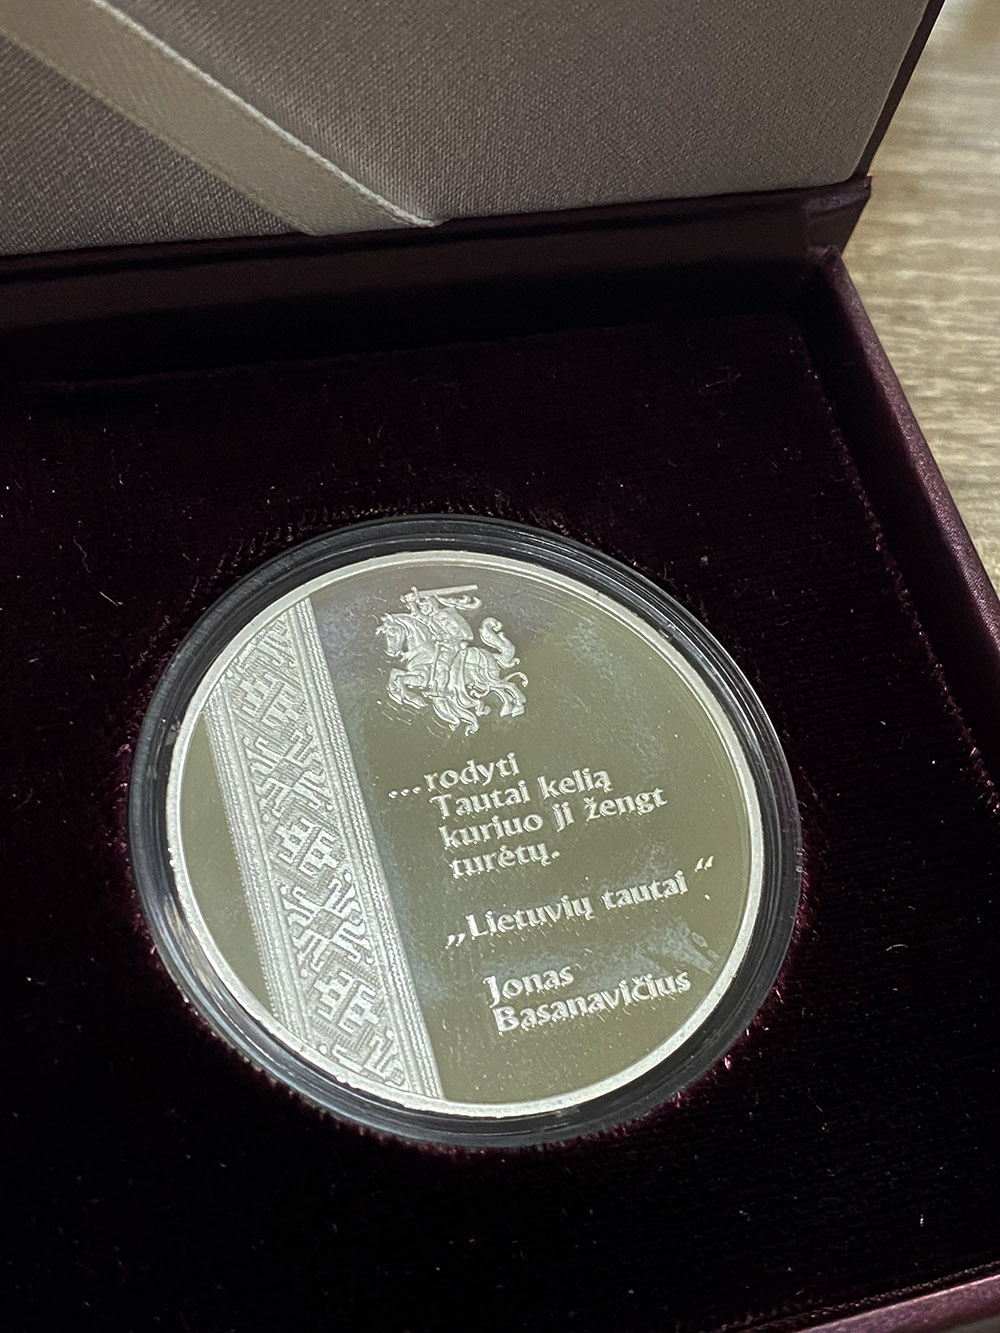 ...rodyti
Tautai kelią
kuriuo ji žengt
turėtų.
„Lietuvių tautai“
Jonas
Basanavičius